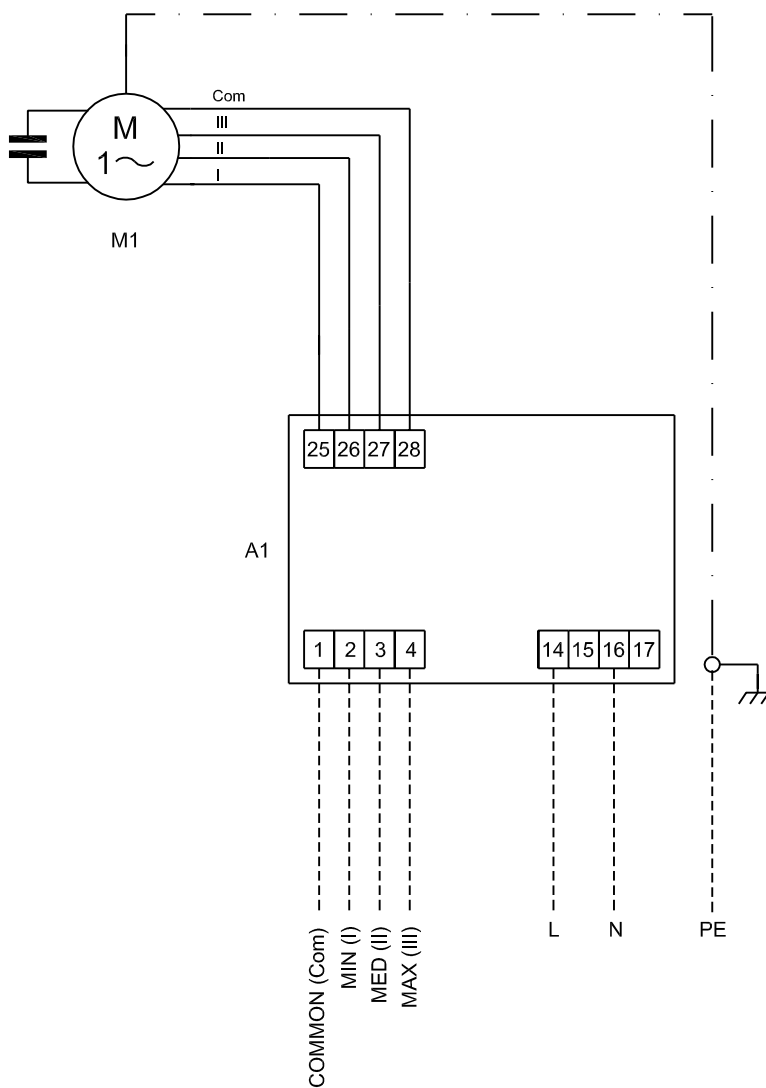 Com
III
II
I
M
1~
M1
25 26 27 28
A1
1 2 3 4
14 15 16 17
L
N
PE
COMMON (Com)
MIN (I)
MED (II)
MAX (III)